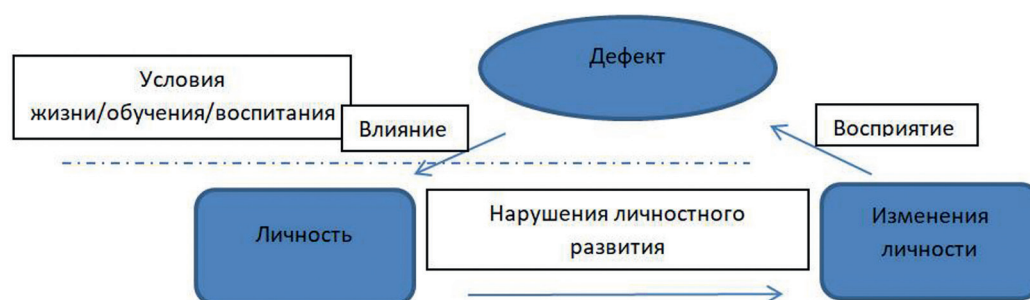 Дефект
Условия
жизни/обучения/воспитания
Влияние
Восприятие
Личность
Нарушения личностного
развития
Изменения
личности